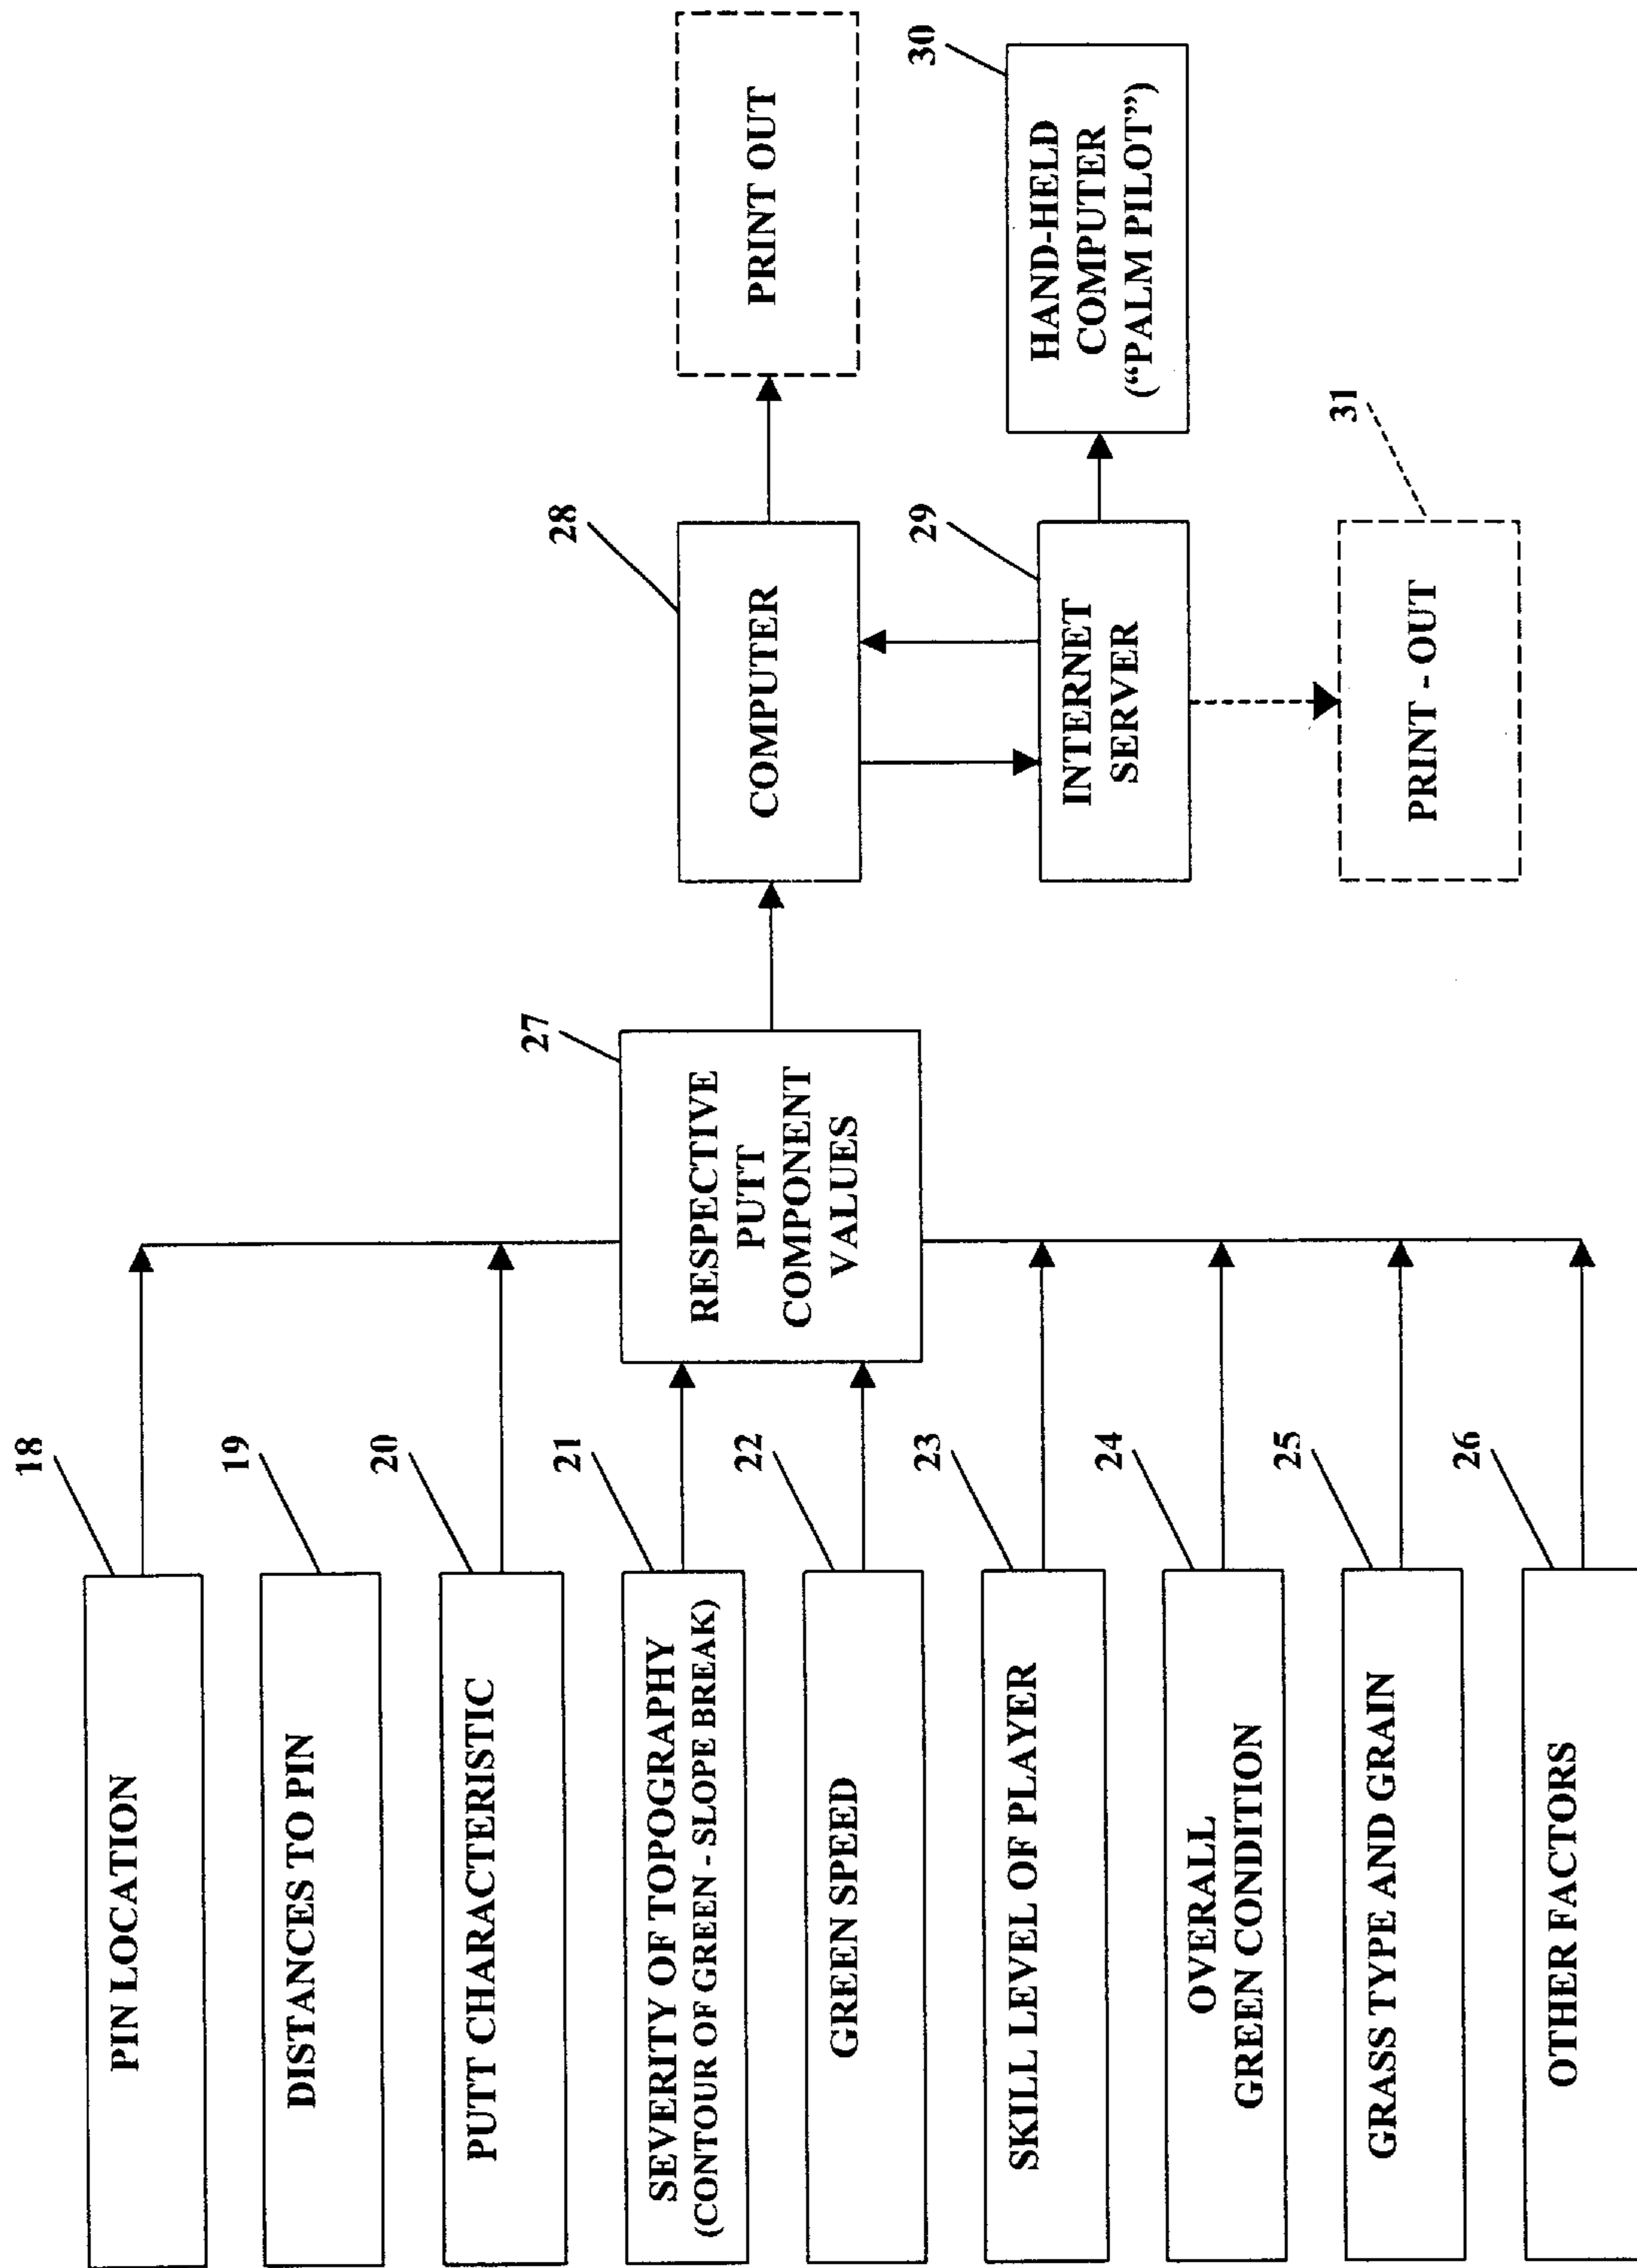 18
PIN LOCATION
19
DISTANCES TO PIN
20
PUTT CHARACTERISTIC
21
SEVERITY OF TOPOGRAPHY
(CONTOUR OF GREEN - SLOPE BREAK)
22
GREEN SPEED
23
SKILL LEVEL OF PLAYER
24
OVERALL
GREEN CONDITION
25
GRASS TYPE AND GRAIN
26
OTHER FACTORS
27
RESPECTIVE
PUTT
COMPONENT
VALUES
28
COMPUTER
PRINT OUT
29
INTERNET
SERVER
30
HAND-HELD
COMPUTER
(“PALM PILOT”)
31
PRINT - OUT